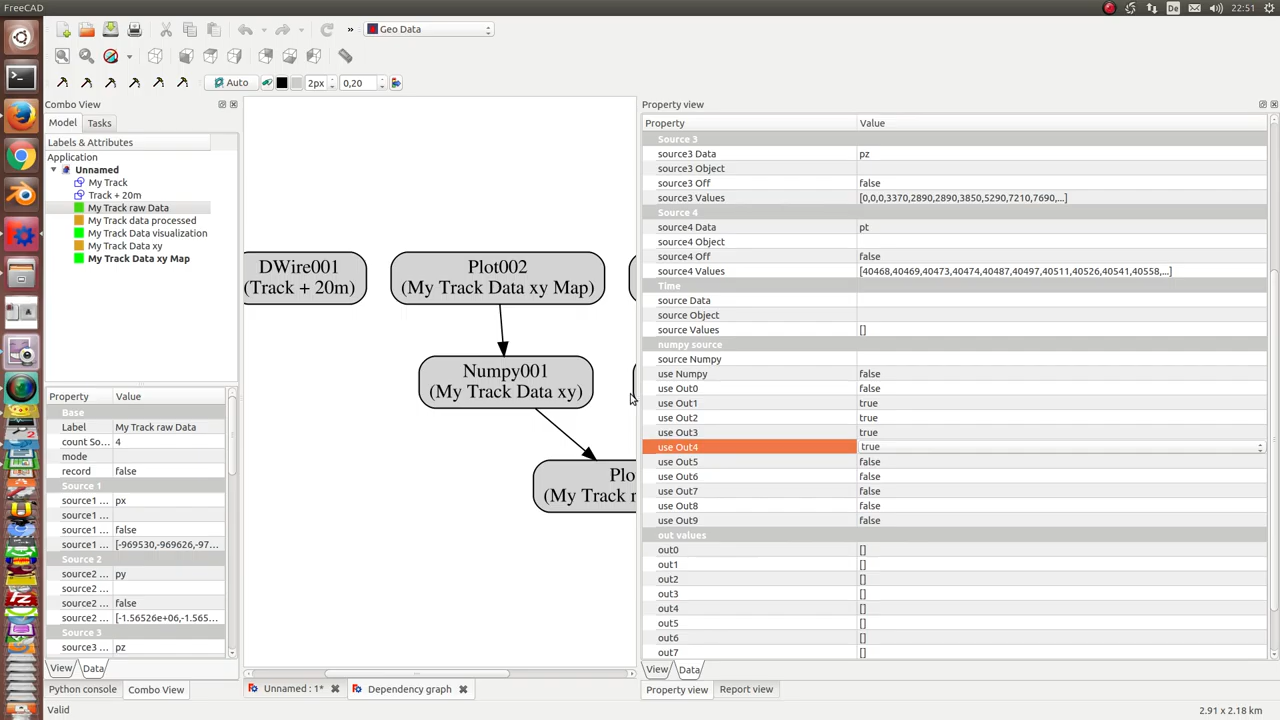 FreeCAD
De
22:51
»
Geo Data
Auto
2px
0,20
Combo View
Model
Tasks
Labels & Attributes
Application
Unnamed
My Track
Track + 20m
My Track raw Data
My Track data processed
My Track Data visualization
My Track Data xy
My Track Data xy Map
Property
Value
Base
Label
My Track raw Data
count So...
4
mode
record
false
Source 1
source1 ...
px
source1 ...
source1 ...
false
source1 ...
[-969530,-969626,-97...
Source 2
source2 ...
py
source2 ...
source2 ...
false
source2 ...
[-1.56526e+06,-1.565...
Source 3
source3 ...
pz
View
Data
Python console
Combo View
Valid
DWire001
(Track + 20m)
Plot002
(My Track Data xy Map)
Numpy001
(My Track Data xy)
Plo
(My Track r
Unnamed : 1*
Dependency graph
Property view
Property
Value
Source 3
source3 Data
pz
source3 Object
source3 Off
false
source3 Values
[0,0,0,3370,2890,2890,3850,5290,7210,7690,...]
Source 4
source4 Data
pt
source4 Object
source4 Off
false
source4 Values
[40468,40469,40473,40474,40487,40497,40511,40526,40541,40558,...]
Time
source Data
source Object
source Values
[]
numpy source
source Numpy
use Numpy
false
use Out0
false
use Out1
true
use Out2
true
use Out3
true
use Out4
true
use Out5
false
use Out6
false
use Out7
false
use Out8
false
use Out9
false
out values
out0
[]
out1
[]
out2
[]
out3
[]
out4
[]
out5
[]
out6
[]
out7
[]
View
Data
Property view
Report view
2.91 x 2.18 km